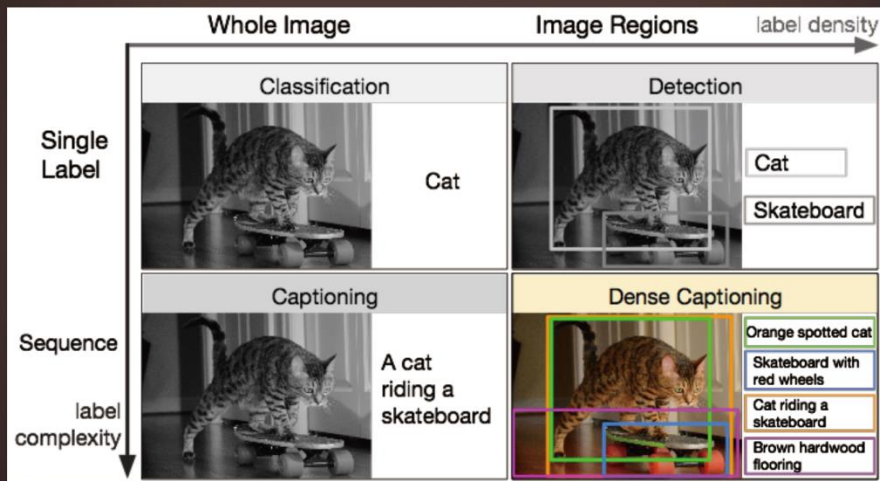 Whole Image
Image Regions
label density
Single
Label
Classification
Cat
Detection
Cat
Skateboard
Sequence
label
complexity
Captioning
A cat
riding a
skateboard
Dense Captioning
Orange spotted cat
Skateboard with
red wheels
Cat riding a
skateboard
Brown hardwood
flooring